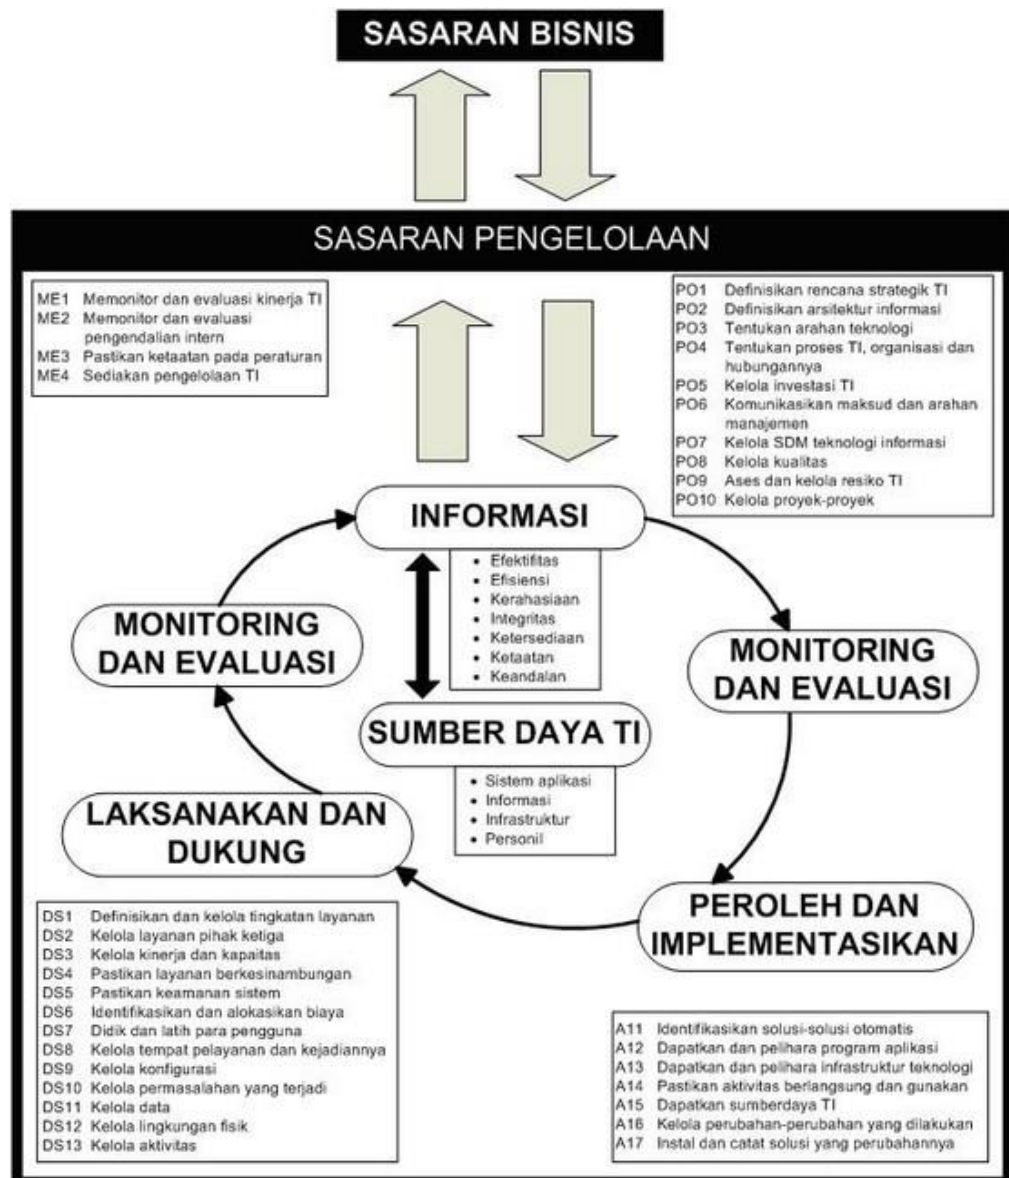 SASARAN BISNIS
SASARAN PENGELOLAAN
ME1 Memonitor dan evaluasi kinerja TI
ME2 Memonitor dan evaluasi
pengendalian intern
ME3 Pastikan ketaatan pada peraturan
ME4 Sediakan pengelolaan TI
PO1 Definisikan rencana strategik TI
PO2 Definisikan arsitektur informasi
PO3 Tentukan arahan teknologi
PO4 Tentukan proses TI, organisasi dan
hubungannya
PO5 Kelola investasi TI
PO6 Komunikasikan maksud dan arahan
manajemen
PO7 Kelola SDM teknologi informasi
PO8 Kelola kualitas
PO9 Ases dan kelola resiko TI
PO10 Kelola proyek-proyek
INFORMASI
• Efektifitas
• Efisiensi
• Kerahasiaan
• Integritas
• Ketersediaan
• Ketaatan
• Keandalan
MONITORING
DAN EVALUASI
MONITORING
DAN EVALUASI
SUMBER DAYA TI
• Sistem aplikasi
• Informasi
• Infrastruktur
• Personil
LAKSANAKAN DAN
DUKUNG
PEROLEH DAN
IMPLEMENTASIKAN
DS1 Definisikan dan kelola tingkatan layanan
DS2 Kelola layanan pihak ketiga
DS3 Kelola kinerja dan kapaitas
DS4 Pastikan layanan berkesinambungan
DS5 Pastikan keamanan sistem
DS6 Identifikasikan dan alokasikan biaya
DS7 Didik dan latih para pengguna
DS8 Kelola tempat pelayanan dan kejadiannya
DS9 Kelola konfigurasi
DS10 Kelola permasalahan yang terjadi
DS11 Kelola data
DS12 Kelola lingkungan fisik
DS13 Kelola aktivitas
A11 Identifikasikan solusi-solusi otomatis
A12 Dapatkan dan pelihara program aplikasi
A13 Dapatkan dan pelihara infrastruktur teknologi
A14 Pastikan aktivitas berlangsung dan gunakan
A15 Dapatkan sumberdaya TI
A16 Kelola perubahan-perubahan yang dilakukan
A17 Instal dan catat solusi yang perubahannya